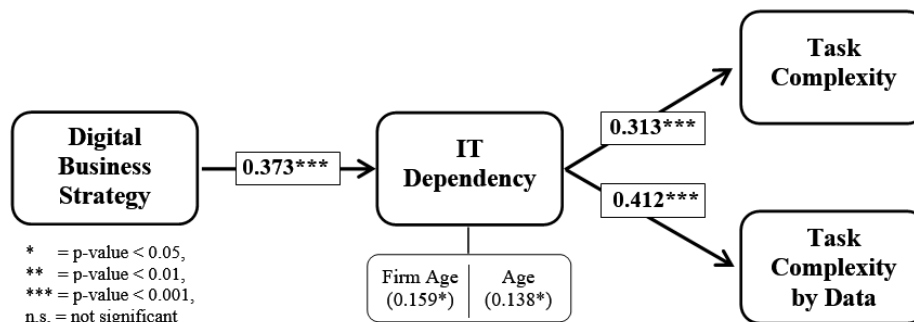 Digital
Business
Strategy
0.373***
IT
Dependency
0.313***
0.412***
Task
Complexity
Task
Complexity
by Data
Firm Age
(0.159*)
Age
(0.138*)
* = p-value < 0.05,
** = p-value < 0.01,
*** = p-value < 0.001,
n.s. = not significant